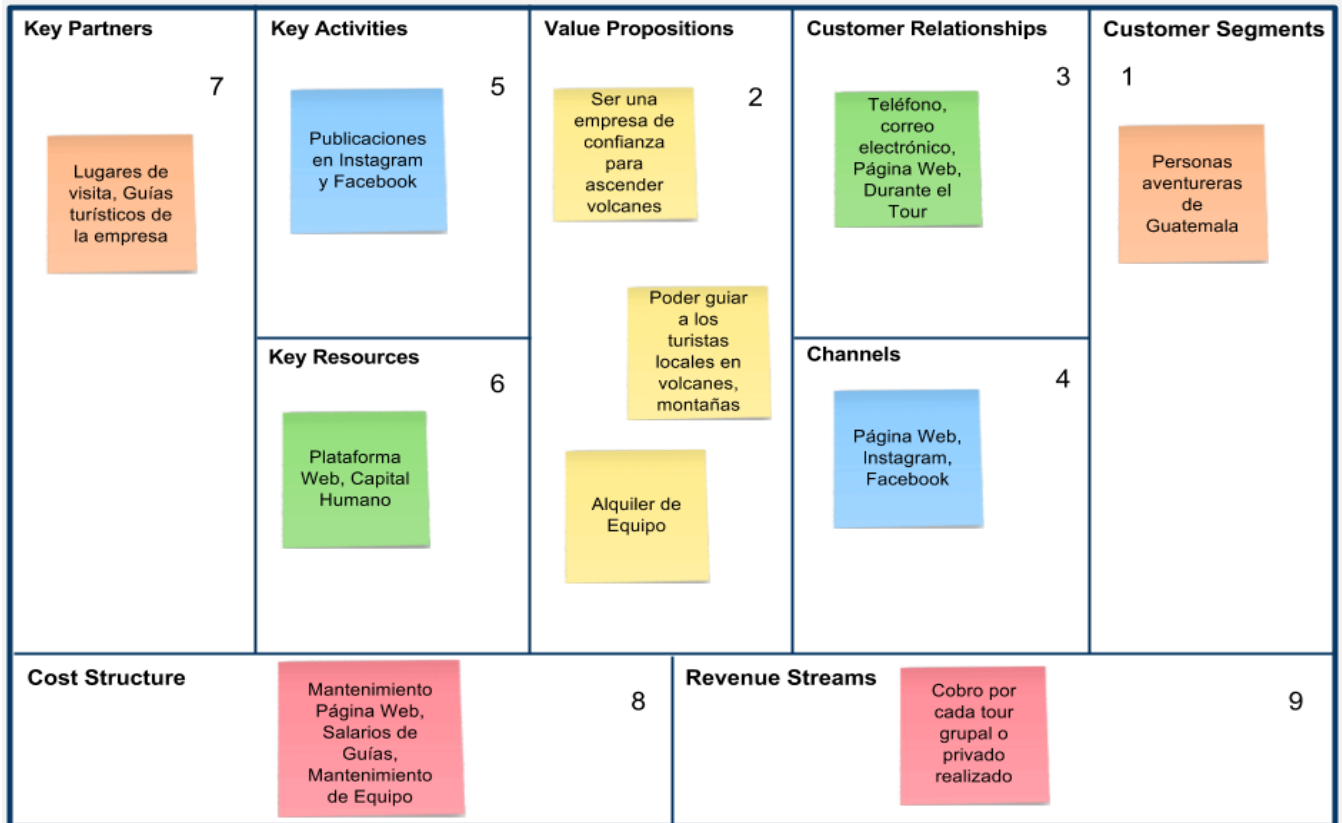 Key Partners
7
Lugares de
visita, Guías
turísticos de
la empresa
Key Activities
5
Publicaciones
en Instagram
y Facebook
Key Resources
6
Plataforma
Web, Capital
Humano
Value Propositions
2
Ser una
empresa de
confianza
para
ascender
volcanes
Poder guiar
a los
turistas
locales en
volcanes,
montañas
Alquiler de
Equipo
Customer Relationships
3
Teléfono,
correo
electrónico,
Página Web,
Durante el
Tour
Channels
4
Página Web,
Instagram,
Facebook
Customer Segments
1
Personas
aventureras
de
Guatemala
Cost Structure
8
Mantenimiento
Página Web,
Salarios de
Guías,
Mantenimiento
de Equipo
Revenue Streams
9
Cobro por
cada tour
grupal o
privado
realizado